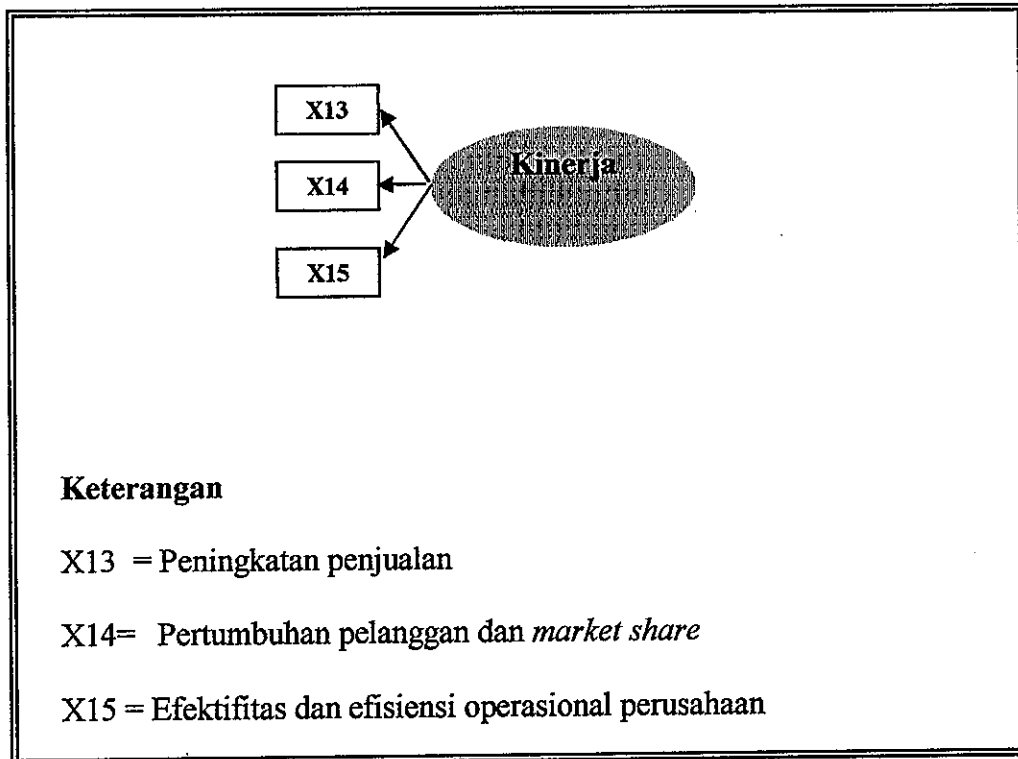 X13
Kinerja
X14
X15
Keterangan
X13 = Peningkatan penjualan
X14= Pertumbuhan pelanggan dan market share
X15 = Efektifitas dan efisiensi operasional perusahaan